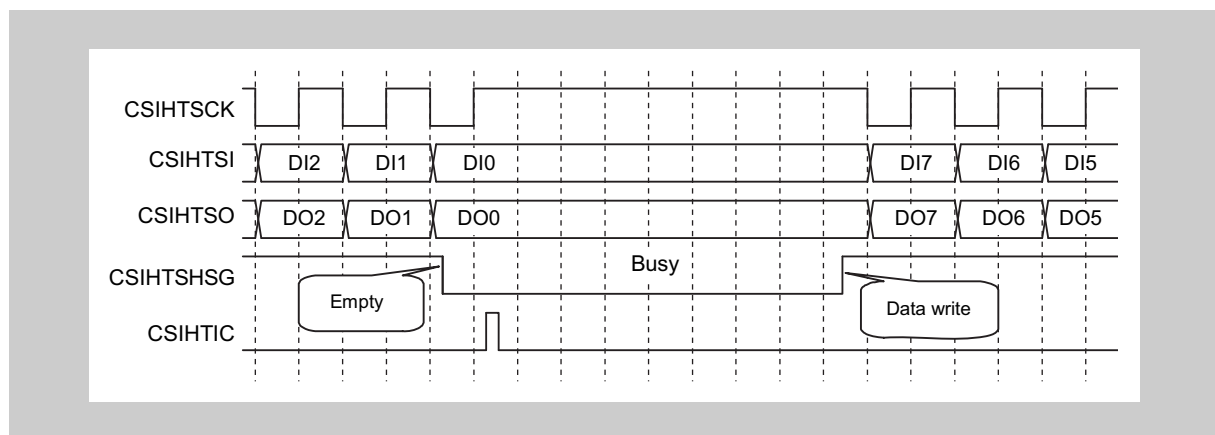 CSIHTSCK
CSIHTSI DI2 DI1 DI0 DI7 DI6 DI5
CSIHTSO DO2 DO1 DO0 DO7 DO6 DO5
CSIHTSHSG Busy
Empty Data write
CSIHTIC